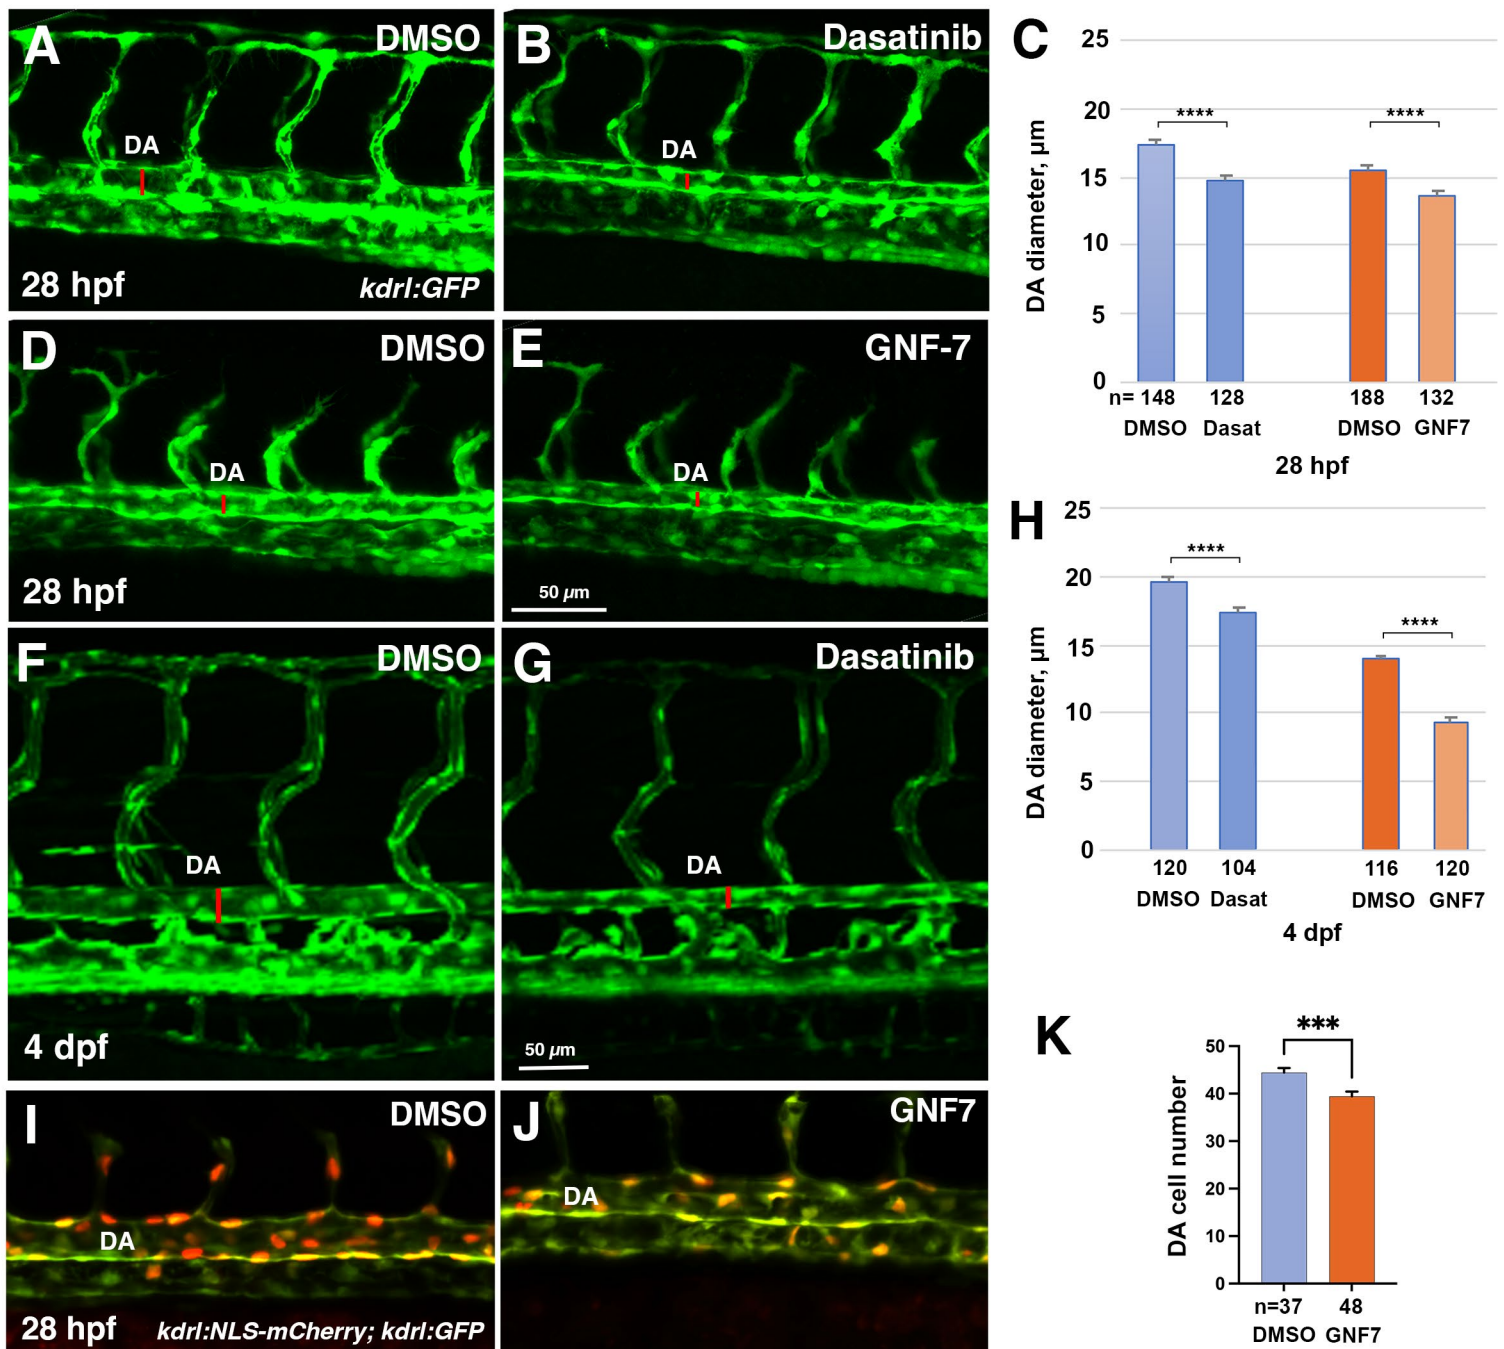 A DMSO
DA
28 hpf kdrl:GFP
B Dasatinib
DA
C
25
20
15
10
5
0
DA diameter, μm
**** ****
n= 148 128 188 132
DMSO Dasat DMSO GNF7
28 hpf
D DMSO
DA
28 hpf
E GNF-7
DA
50 μm
F DMSO
DA
4 dpf
G Dasatinib
DA
50 μm
H
25
20
15
10
5
0
DA diameter, μm
****
****
120 104 116 120
DMSO Dasat DMSO GNF7
4 dpf
I DMSO
DA
28 hpf kdrl:NLS-mCherry; kdrl:GFP
J GNF7
DA
K
***
50
40
30
20
10
0
DA cell number
n=37 48
DMSO GNF7